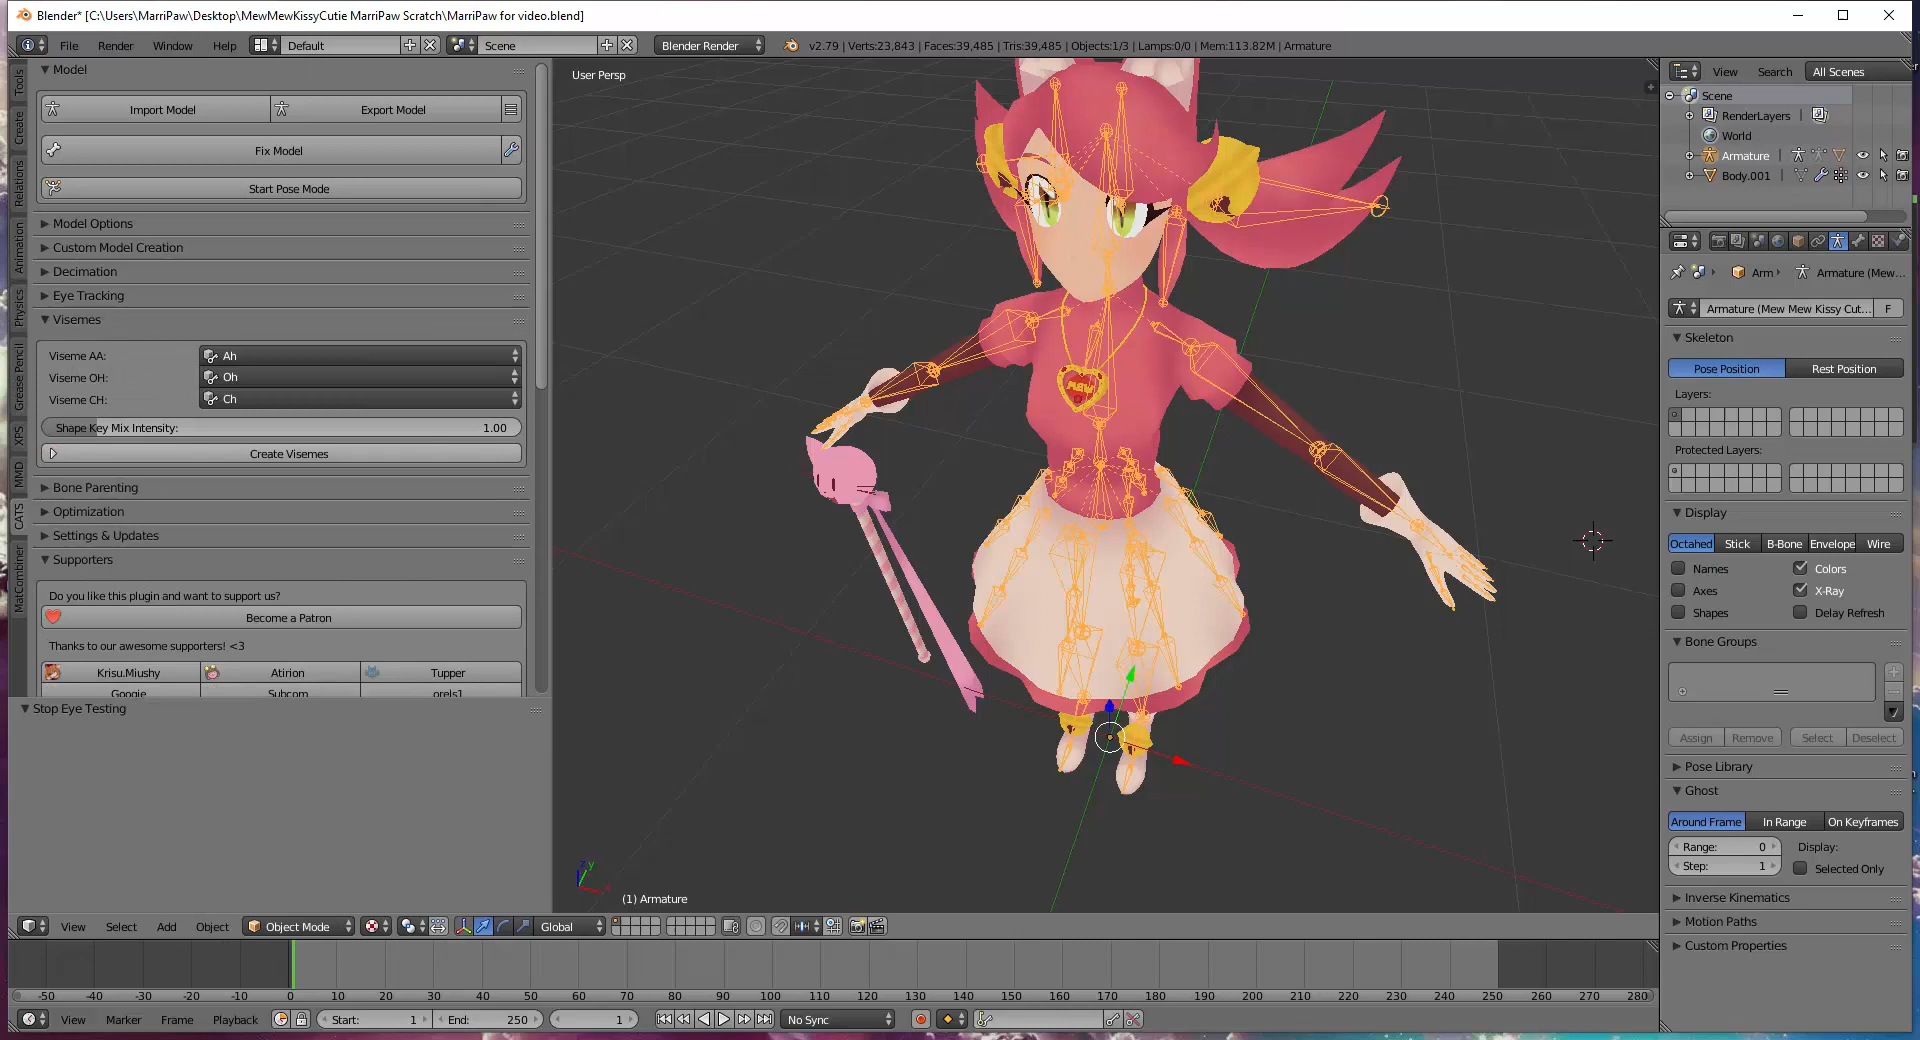 Blender* [C:\Users\MarriPaw\Desktop\MewMewKissyCutie MarriPaw Scratch\MarriPaw for video.blend]
File Render Window Help Default Scene Blender Render v2.79 | Verts:23,843 | Faces:39,485 | Tris:39,485 | Objects:1/3 | Lamps:0/0 | Mem:113.82M | Armature
Tools
Create
Relations
Animation
Physics
Grease Pencil
XPS
MMD
CATS
MatCombiner
Model
Import Model Export Model
Fix Model
Start Pose Mode
Model Options
Custom Model Creation
Decimation
Eye Tracking
Visemes
Viseme AA: Ah
Viseme OH: Oh
Viseme CH: Ch
Shape Key Mix Intensity: 1.00
Create Visemes
Bone Parenting
Optimization
Settings & Updates
Supporters
Do you like this plugin and want to support us?
Become a Patron
Thanks to our awesome supporters! <3
Krisu.Miushy Atirion Tupper
Googie Subcom orels1
Stop Eye Testing
User Persp
MEW
z y
x
(1) Armature
View Search All Scenes
Scene
RenderLayers
World
Armature
Body.001
Arm Armature (Mew...
Armature (Mew Mew Kissy Cut... F
Skeleton
Pose Position Rest Position
Layers:
Protected Layers:
Display
Octahed Stick B-Bone Envelope Wire
Names Colors
Axes X-Ray
Shapes Delay Refresh
Bone Groups
Assign Remove Select Deselect
Pose Library
Ghost
Around Frame In Range On Keyframes
Range: 0 Display:
Step: 1 Selected Only
Inverse Kinematics
Motion Paths
Custom Properties
View Select Add Object Object Mode Global
-50 -40 -30 -20 -10 0 10 20 30 40 50 60 70 80 90 100 110 120 130 140 150 160 170 180 190 200 210 220 230 240 250 260 270 280
View Marker Frame Playback Start: 1 End: 250 1 No Sync